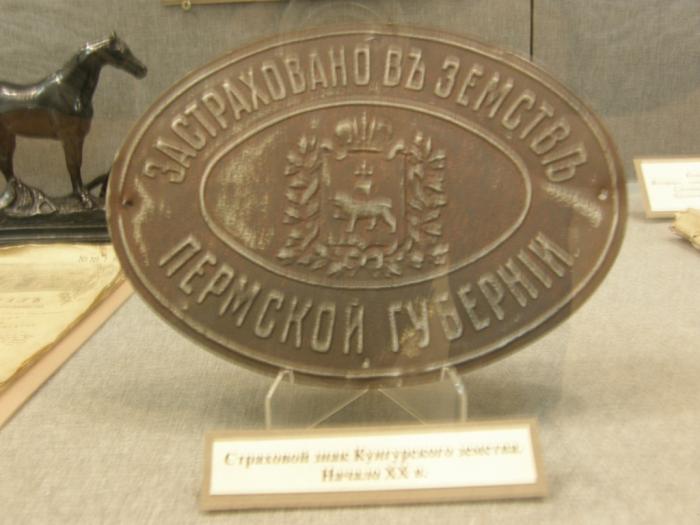 ЗАСТРАХОВАНО ВЪ ЗЕМСТВѢ
ПЕРМСКОЙ ГУБЕРНІИ.
Страховой знак Кунгурского земства.
Начало XX в.